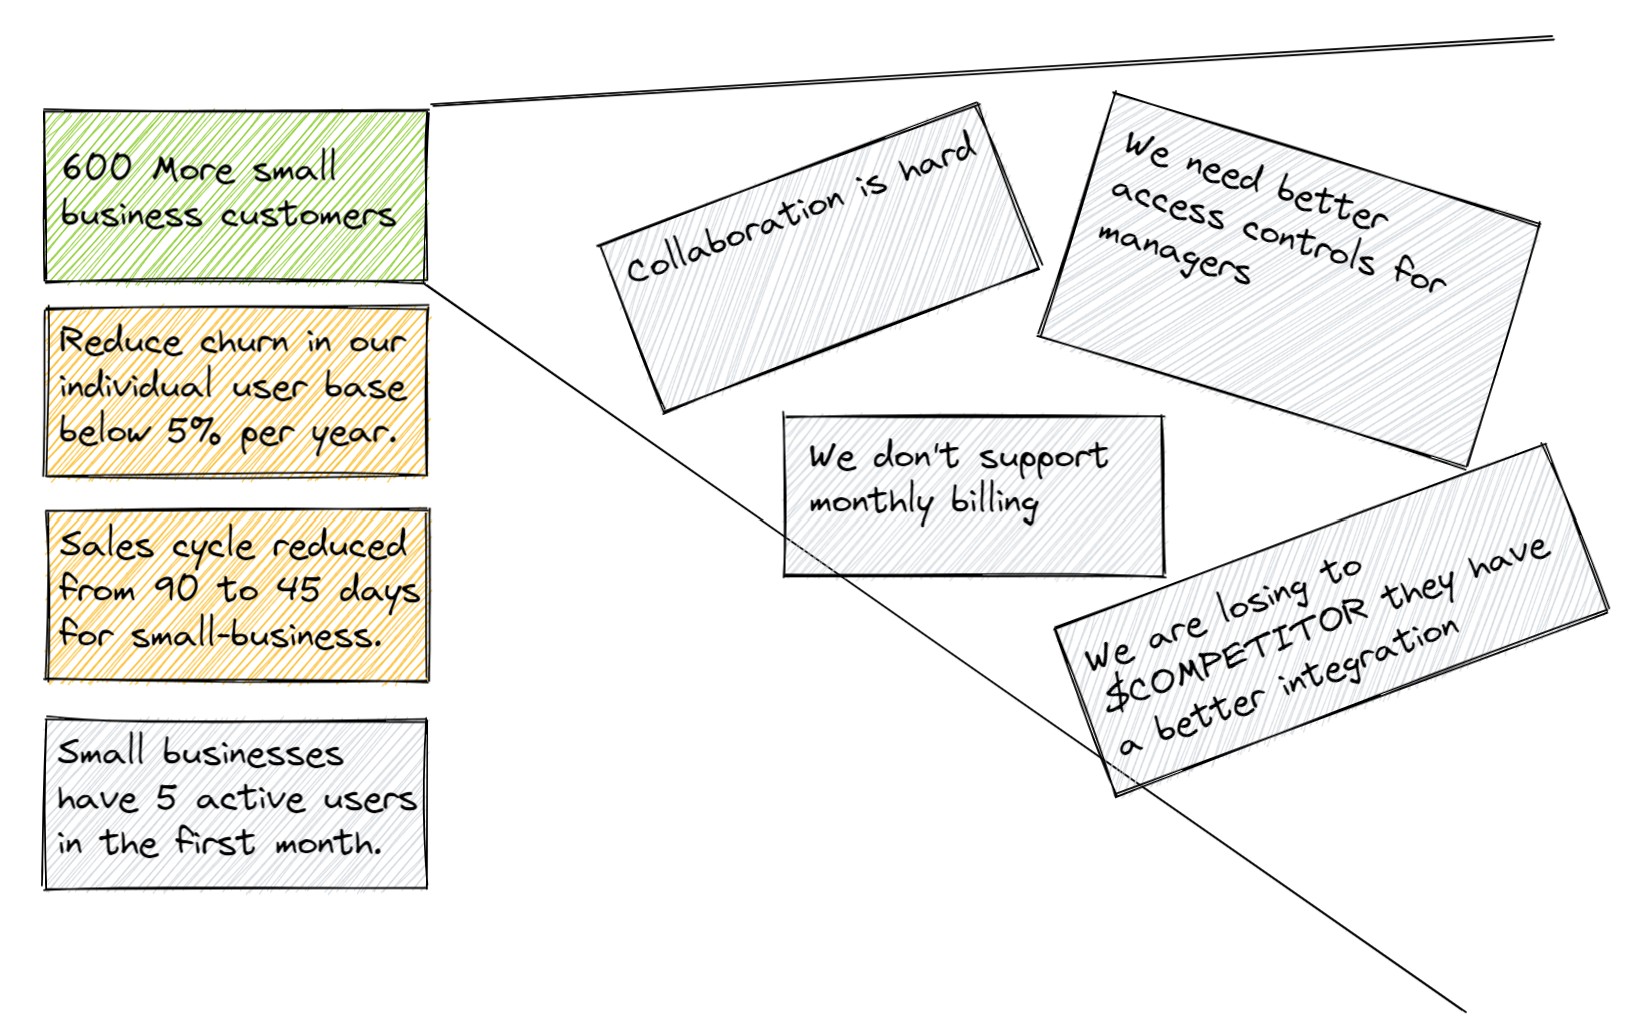 600 More small
business customers
Reduce churn in our
individual user base
below 5% per year.
Sales cycle reduced
from 90 to 45 days
for small-business.
Small businesses
have 5 active users
in the first month.
Collaboration is hard
We need better
access controls for
managers
We don't support
monthly billing
We are losing to
$COMPETITOR they have
a better integration